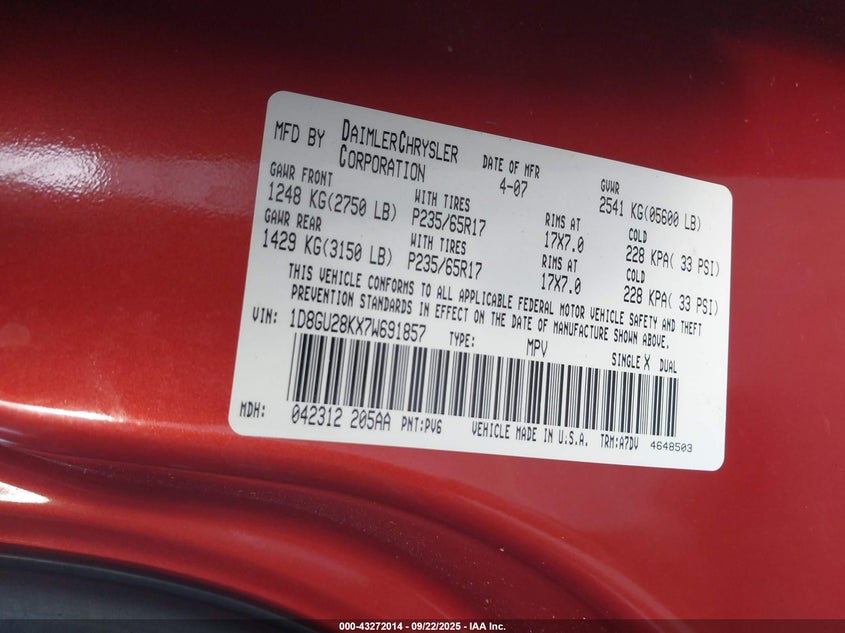 MFD BY DAIMLERCHRYSLER CORPORATION DATE OF MFR 4-07 GVWR 2541 KG(05600 LB)
GAWR FRONT WITH TIRES RIMS AT COLD
1248 KG(2750 LB) P235/65R17 17X7.0 228 KPA( 33 PSI)
GAWR REAR WITH TIRES RIMS AT COLD
1429 KG(3150 LB) P235/65R17 17X7.0 228 KPA( 33 PSI)
THIS VEHICLE CONFORMS TO ALL APPLICABLE FEDERAL MOTOR VEHICLE SAFETY AND THEFT
PREVENTION STANDARDS IN EFFECT ON THE DATE OF MANUFACTURE SHOWN ABOVE.
VIN: 1D8GU28KX7W691857 TYPE: MPV SINGLE X DUAL
MDH: 042312 205AA PNT:PV6 VEHICLE MADE IN U.S.A. TRM:A7DV 4648503
000-43272014 - 09/22/2025 - IAA Inc.